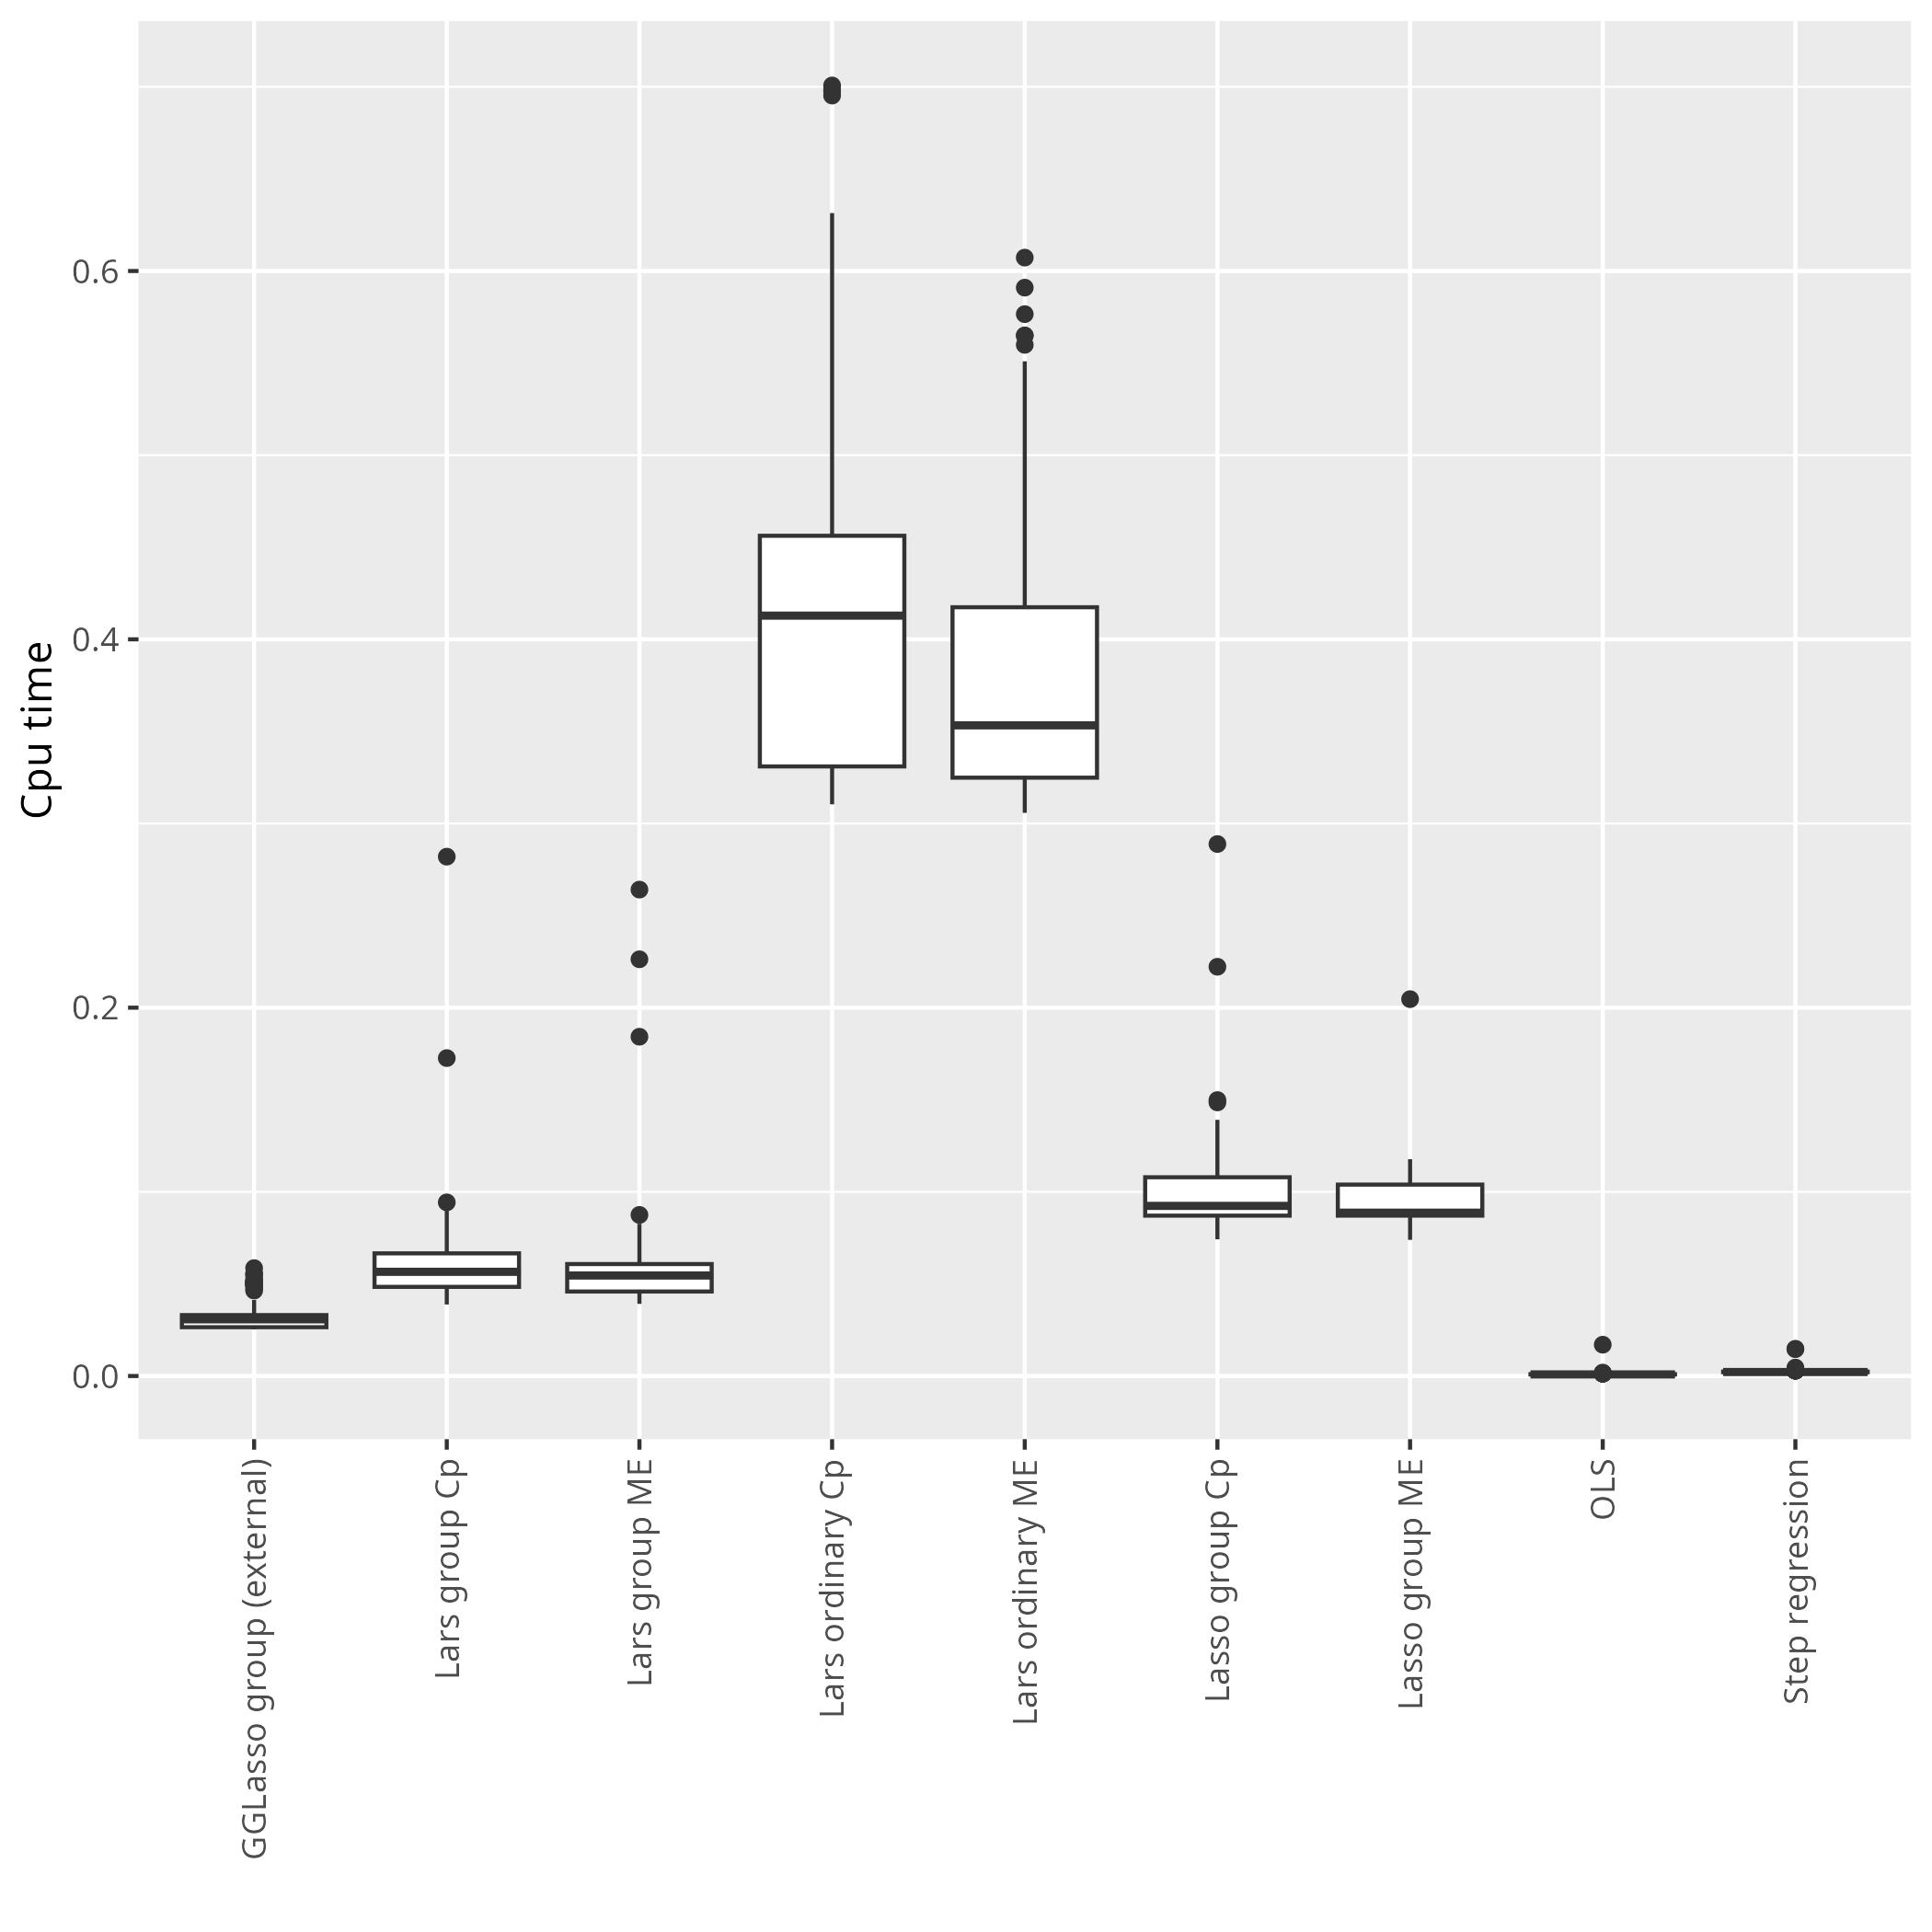 Cpu time
0.6
0.4
0.2
0.0
GGLasso group (external)
Lars group Cp
Lars group ME
Lars ordinary Cp
Lars ordinary ME
Lasso group Cp
Lasso group ME
OLS
Step regression